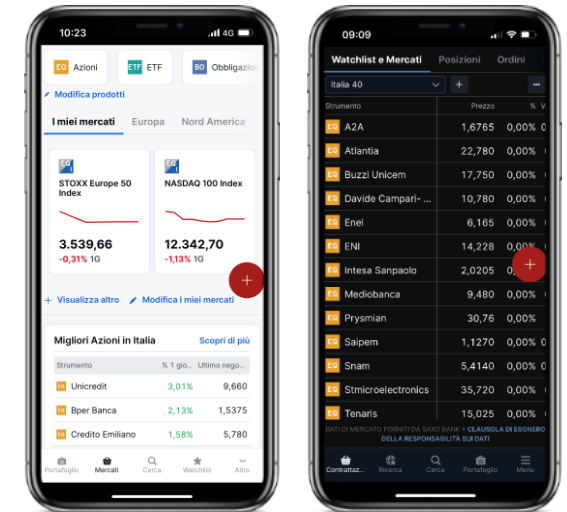 10:23
4G
EQ Azioni
ETF ETF
BO Obbligazion
Modifica prodotti
I miei mercati Europa Nord America
EQ I
STOXX Europe 50
Index
3.539,66
-0,31% 1G
EQ I
NASDAQ 100 Index
12.342,70
-1,13% 1G
+
+ Visualizza altro Modifica I miei mercati
Migliori Azioni in Italia Scopri di più
Strumento % 1 gio... Ultimo nego...
EQ Unicredit 3,01% 9,660
EQ Bper Banca 2,13% 1,5375
EQ Credito Emiliano 1,58% 5,780
Portafoglio Mercati Cerca Watchlist Altro
09:09
Watchlist e Mercati Posizioni Ordini
Italia 40 + ...
Strumento Prezzo % V
EQ A2A 1,6765 0,00% 0
EQ Atlantia 22,780 0,00%
EQ Buzzi Unicem 17,750 0,00%
EQ Davide Campari- ... 10,780 0,00%
EQ Enel 6,165 0,00%
EQ ENI 14,228 0,00%
EQ Intesa Sanpaolo 2,0205
+
EQ Mediobanca 9,480 0,00%
EQ Prysmian 30,76 0,00%
EQ Saipem 1,1270 0,00% 0
EQ Snam 5,4140 0,00% 0
EQ Stmicroelectronics 35,720 0,00%
EQ Tenaris 15,025 0,00%
DATI DI MERCATO FORNITI DA SAXO BANK • CLAUSOLA DI ESONERO
DELLA RESPONSABILITÀ SUI DATI
Contrattaz... Ricerca Cerca Portafoglio Menu